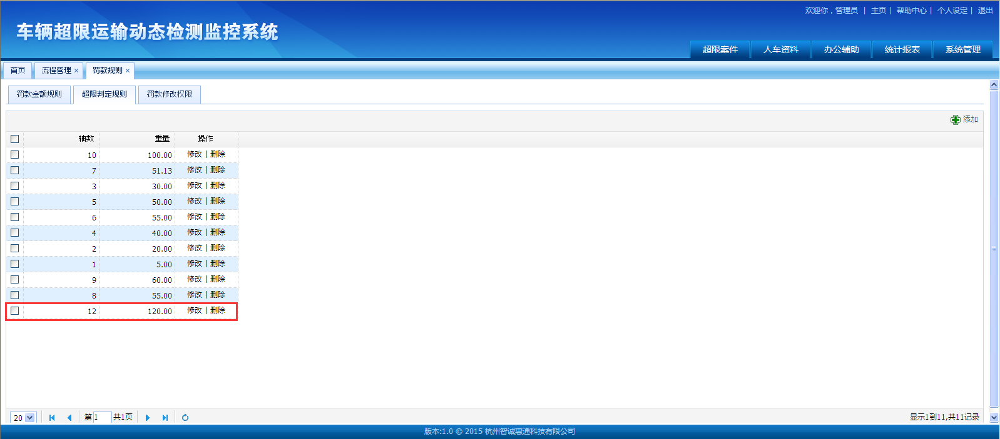 欢迎你，管理员 | 主页 | 帮助中心 | 个人设定 | 退出
车辆超限运输动态检测监控系统
超限案件 人车资料 办公辅助 统计报表 系统管理
首页 流程管理 × 罚款规则 ×
罚款金额规则 超限判定规则 罚款修改权限
添加
轴数 重量 操作
10 100.00 修改 | 删除
7 51.13 修改 | 删除
3 30.00 修改 | 删除
5 50.00 修改 | 删除
6 55.00 修改 | 删除
4 40.00 修改 | 删除
2 20.00 修改 | 删除
1 5.00 修改 | 删除
9 60.00 修改 | 删除
8 55.00 修改 | 删除
12 120.00 修改 | 删除
20 第 1 共1页 显示1到11,共11记录
版本:1.0 © 2015 杭州智诚惠通科技有限公司